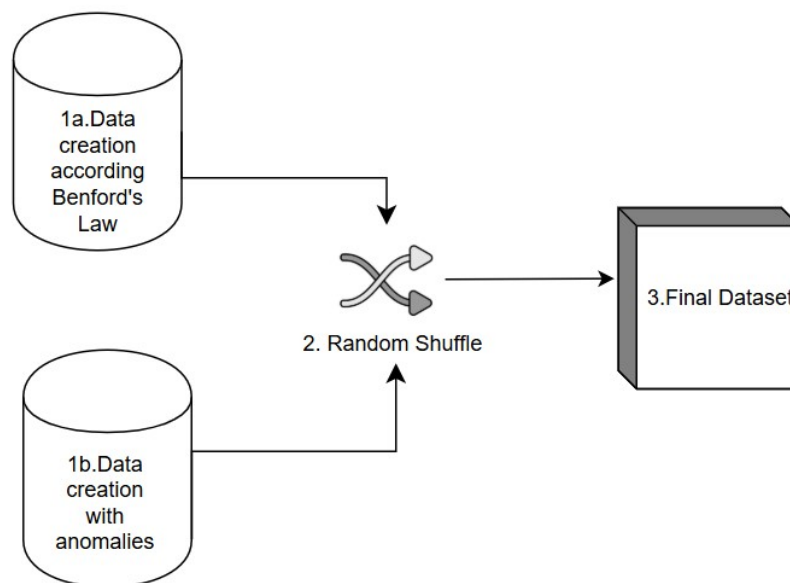 1a.Data
creation
according
Benford's
Law
2. Random Shuffle
3.Final Dataset
1b.Data
creation
with
anomalies